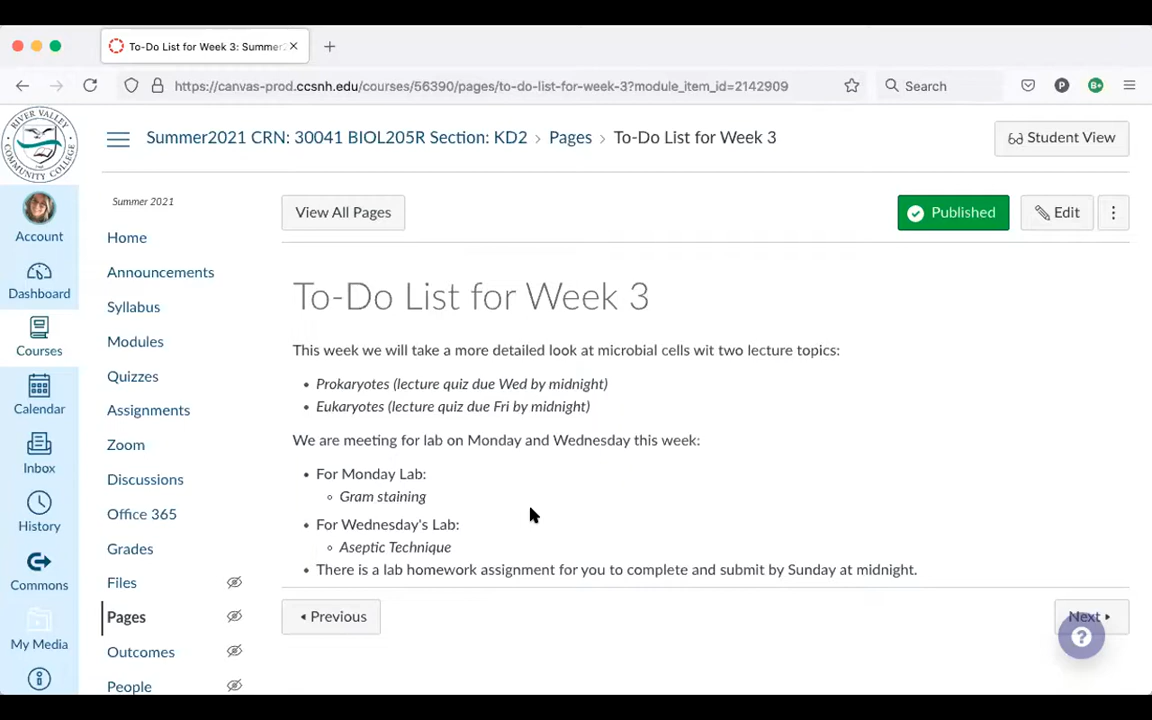 To-Do List for Week 3: Summer2
https://canvas-prod.ccsnh.edu/courses/56390/pages/to-do-list-for-week-3?module_item_id=2142909
Search
P
B+
RIVER VALLEY
COMMUNITY COLLEGE
Summer2021 CRN: 30041 BIOL205R Section: KD2 › Pages › To-Do List for Week 3
Student View
Account
Dashboard
Courses
Calendar
Inbox
History
Commons
My Media
Summer 2021
Home
Announcements
Syllabus
Modules
Quizzes
Assignments
Zoom
Discussions
Office 365
Grades
Files
Pages
Outcomes
People
View All Pages
Published
Edit
To-Do List for Week 3
This week we will take a more detailed look at microbial cells wit two lecture topics:
• Prokaryotes (lecture quiz due Wed by midnight)
• Eukaryotes (lecture quiz due Fri by midnight)
We are meeting for lab on Monday and Wednesday this week:
• For Monday Lab:
◦ Gram staining
• For Wednesday's Lab:
◦ Aseptic Technique
• There is a lab homework assignment for you to complete and submit by Sunday at midnight.
Previous
Next
?